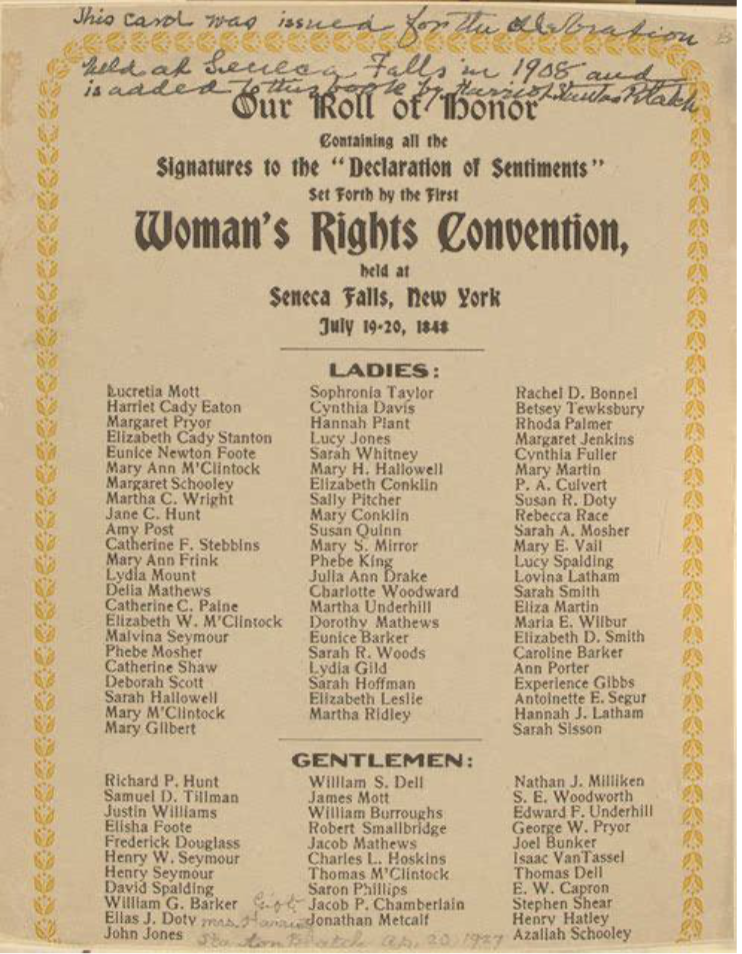 This card was issued for the celebration
held at Seneca Falls in 1908 and
is added to this book by Harriot Stanton Blatch
Our Roll of Honor
Containing all the
Signatures to the "Declaration of Sentiments"
Set Forth by the First
Woman's Rights Convention,
held at
Seneca Falls, New York
July 19-20, 1848
LADIES:
Lucretia Mott
Harriet Cady Eaton
Margaret Pryor
Elizabeth Cady Stanton
Eunice Newton Foote
Mary Ann M'Clintock
Margaret Schooley
Martha C. Wright
Jane C. Hunt
Amy Post
Catherine F. Stebbins
Mary Ann Frink
Lydia Mount
Delia Mathews
Catherine C. Paine
Elizabeth W. M'Clintock
Malvina Seymour
Phebe Mosher
Catherine Shaw
Deborah Scott
Sarah Hallowell
Mary M'Clintock
Mary Gilbert
Sophronia Taylor
Cynthia Davis
Hannah Plant
Lucy Jones
Sarah Whitney
Mary H. Hallowell
Elizabeth Conklin
Sally Pitcher
Mary Conklin
Susan Quinn
Mary S. Mirror
Phebe King
Julia Ann Drake
Charlotte Woodward
Martha Underhill
Dorothy Mathews
Eunice Barker
Sarah R. Woods
Lydia Gild
Sarah Hoffman
Elizabeth Leslie
Martha Ridley
Rachel D. Bonnel
Betsey Tewksbury
Rhoda Palmer
Margaret Jenkins
Cynthia Fuller
Mary Martin
P. A. Culvert
Susan R. Doty
Rebecca Race
Sarah A. Mosher
Mary E. Vail
Lucy Spalding
Lovina Latham
Sarah Smith
Eliza Martin
Maria E. Wilbur
Elizabeth D. Smith
Caroline Barker
Ann Porter
Experience Gibbs
Antoinette E. Segur
Hannah J. Latham
Sarah Sisson
GENTLEMEN:
Richard P. Hunt
Samuel D. Tillman
Justin Williams
Elisha Foote
Frederick Douglass
Henry W. Seymour
Henry Seymour
David Spalding
William G. Barker
Elias J. Doty
John Jones
William S. Dell
James Mott
William Burroughs
Robert Smallbridge
Jacob Mathews
Charles L. Hoskins
Thomas M'Clintock
Saron Phillips
Jacob P. Chamberlain
Jonathan Metcalf
Nathan J. Milliken
S. E. Woodworth
Edward F. Underhill
George W. Pryor
Joel Bunker
Isaac VanTassel
Thomas Dell
E. W. Capron
Stephen Shear
Henry Hatley
Azaliah Schooley
Gift
Mrs. Harriot
Stanton Blatch Ap. 20 1927